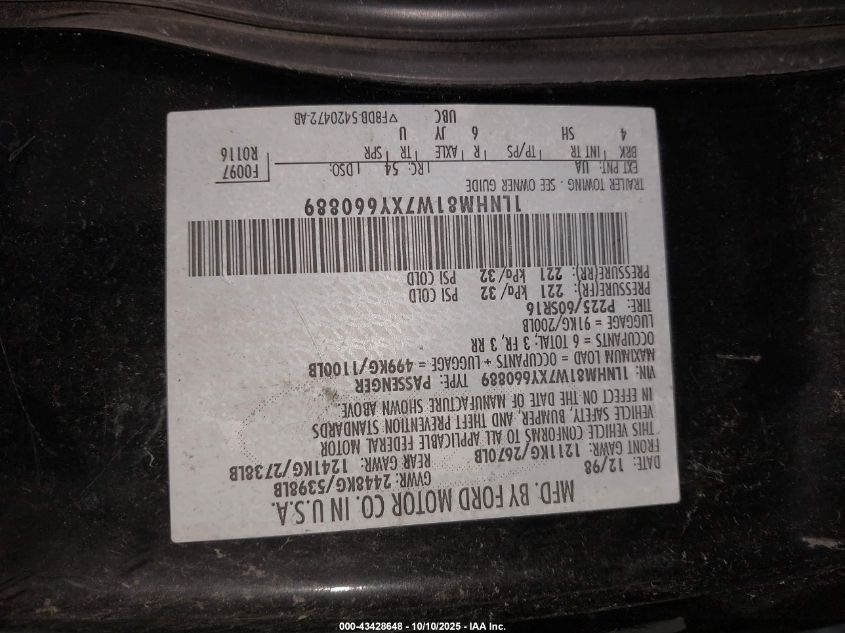 MFD. BY FORD MOTOR CO. IN U.S.A.
DATE: 12/98 GVWR: 2448KG/5398LB
FRONT GAWR: 1211KG/2670LB REAR GAWR: 1241KG/2738LB
THIS VEHICLE CONFORMS TO ALL APPLICABLE FEDERAL MOTOR
VEHICLE SAFETY, BUMPER, AND THEFT PREVENTION STANDARDS
IN EFFECT ON THE DATE OF MANUFACTURE SHOWN ABOVE.
VIN: 1LNHM81W7XY660889 TYPE: PASSENGER
MAXIMUM LOAD = OCCUPANTS + LUGGAGE = 499KG/1100LB
OCCUPANTS = 6 TOTAL; 3 FR, 3 RR
LUGGAGE = 91KG/200LB
TIRE: P225/60SR16
PRESSURE(FR): 221 kPa/32 PSI COLD
PRESSURE(RR): 221 kPa/32 PSI COLD
1LNHM81W7XY660889
TRAILER TOWING - SEE OWNER GUIDE
EXT PNT: UA RC: 54 DSO: F0097
BRK INT TR TP/PS R AXLE TR SPR R0116
4 SH 6 JY U
UBC
▽F8DB-5420472-AB
000-43428648 - 10/10/2025 - IAA Inc.